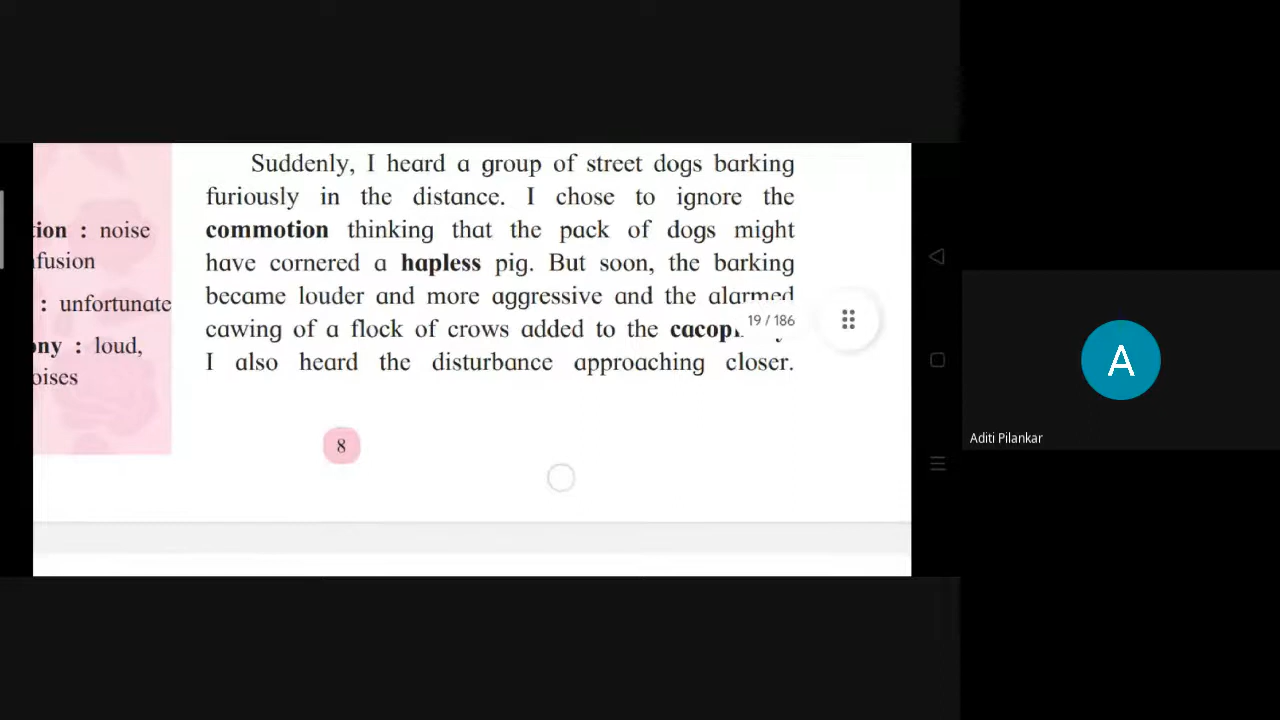 Suddenly, I heard a group of street dogs barking
furiously in the distance. I chose to ignore the
commotion thinking that the pack of dogs might
have cornered a hapless pig. But soon, the barking
became louder and more aggressive and the alarmed
cawing of a flock of crows added to the
I also heard the disturbance approaching closer.
tion : noise
fusion
: unfortunate
ony : loud,
oises
19 / 186
8
A
Aditi Pilankar